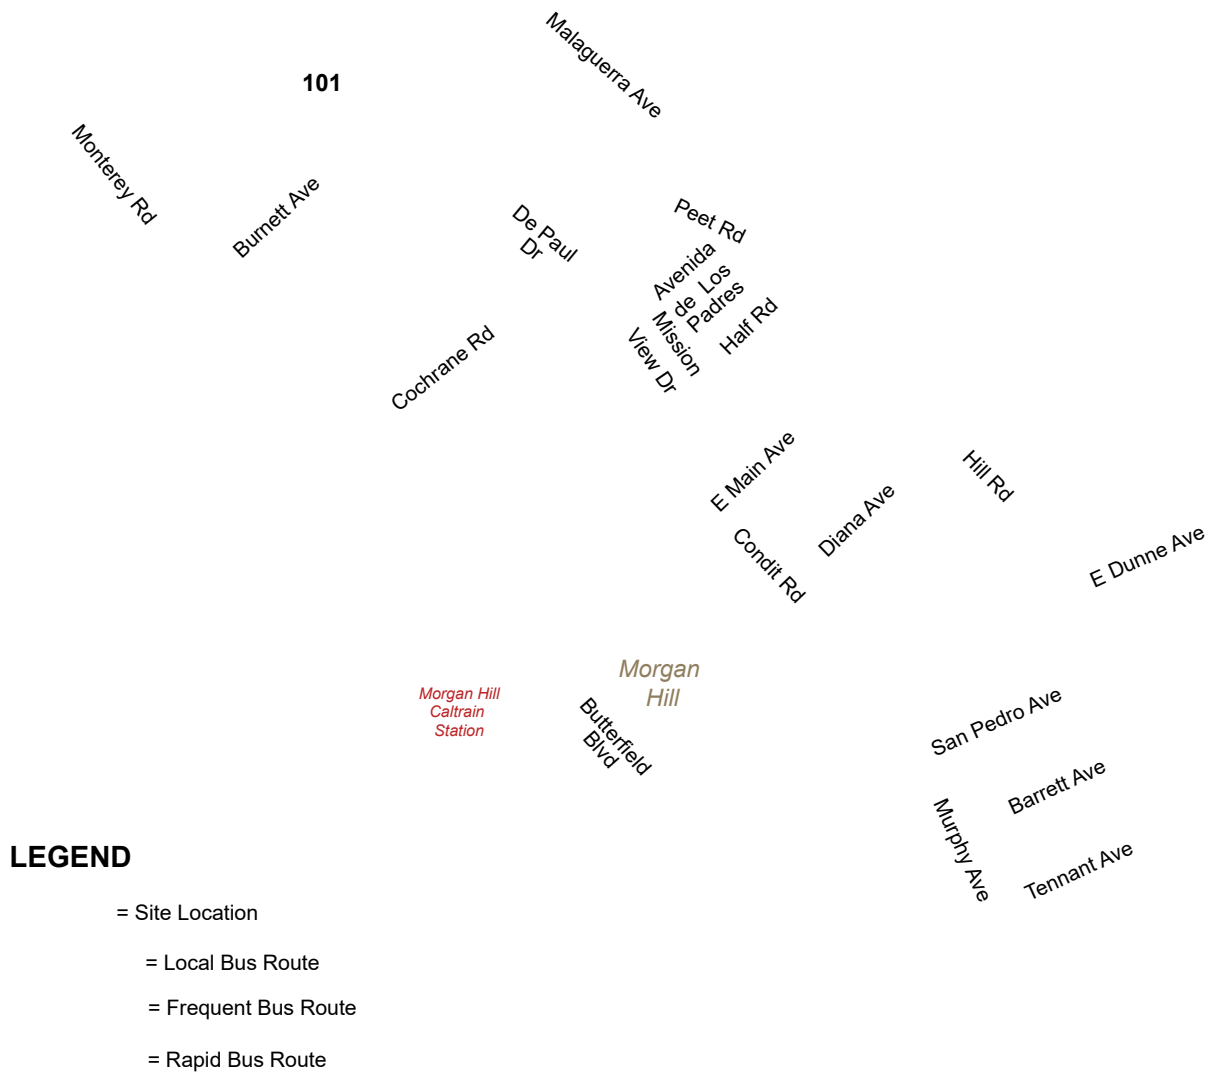 Malaguerra Ave
101
Monterey Rd
Burnett Ave
De Paul
Dr
Peet Rd
Avenida
de Los
Padres
Mission
View Dr
Half Rd
Cochrane Rd
E Main Ave
Hill Rd
Diana Ave
Condit Rd
E Dunne Ave
Morgan
Hill
Morgan Hill
Caltrain
Station
Butterfield
Blvd
San Pedro Ave
Barrett Ave
Murphy Ave
Tennant Ave
LEGEND
= Site Location
= Local Bus Route
= Frequent Bus Route
= Rapid Bus Route